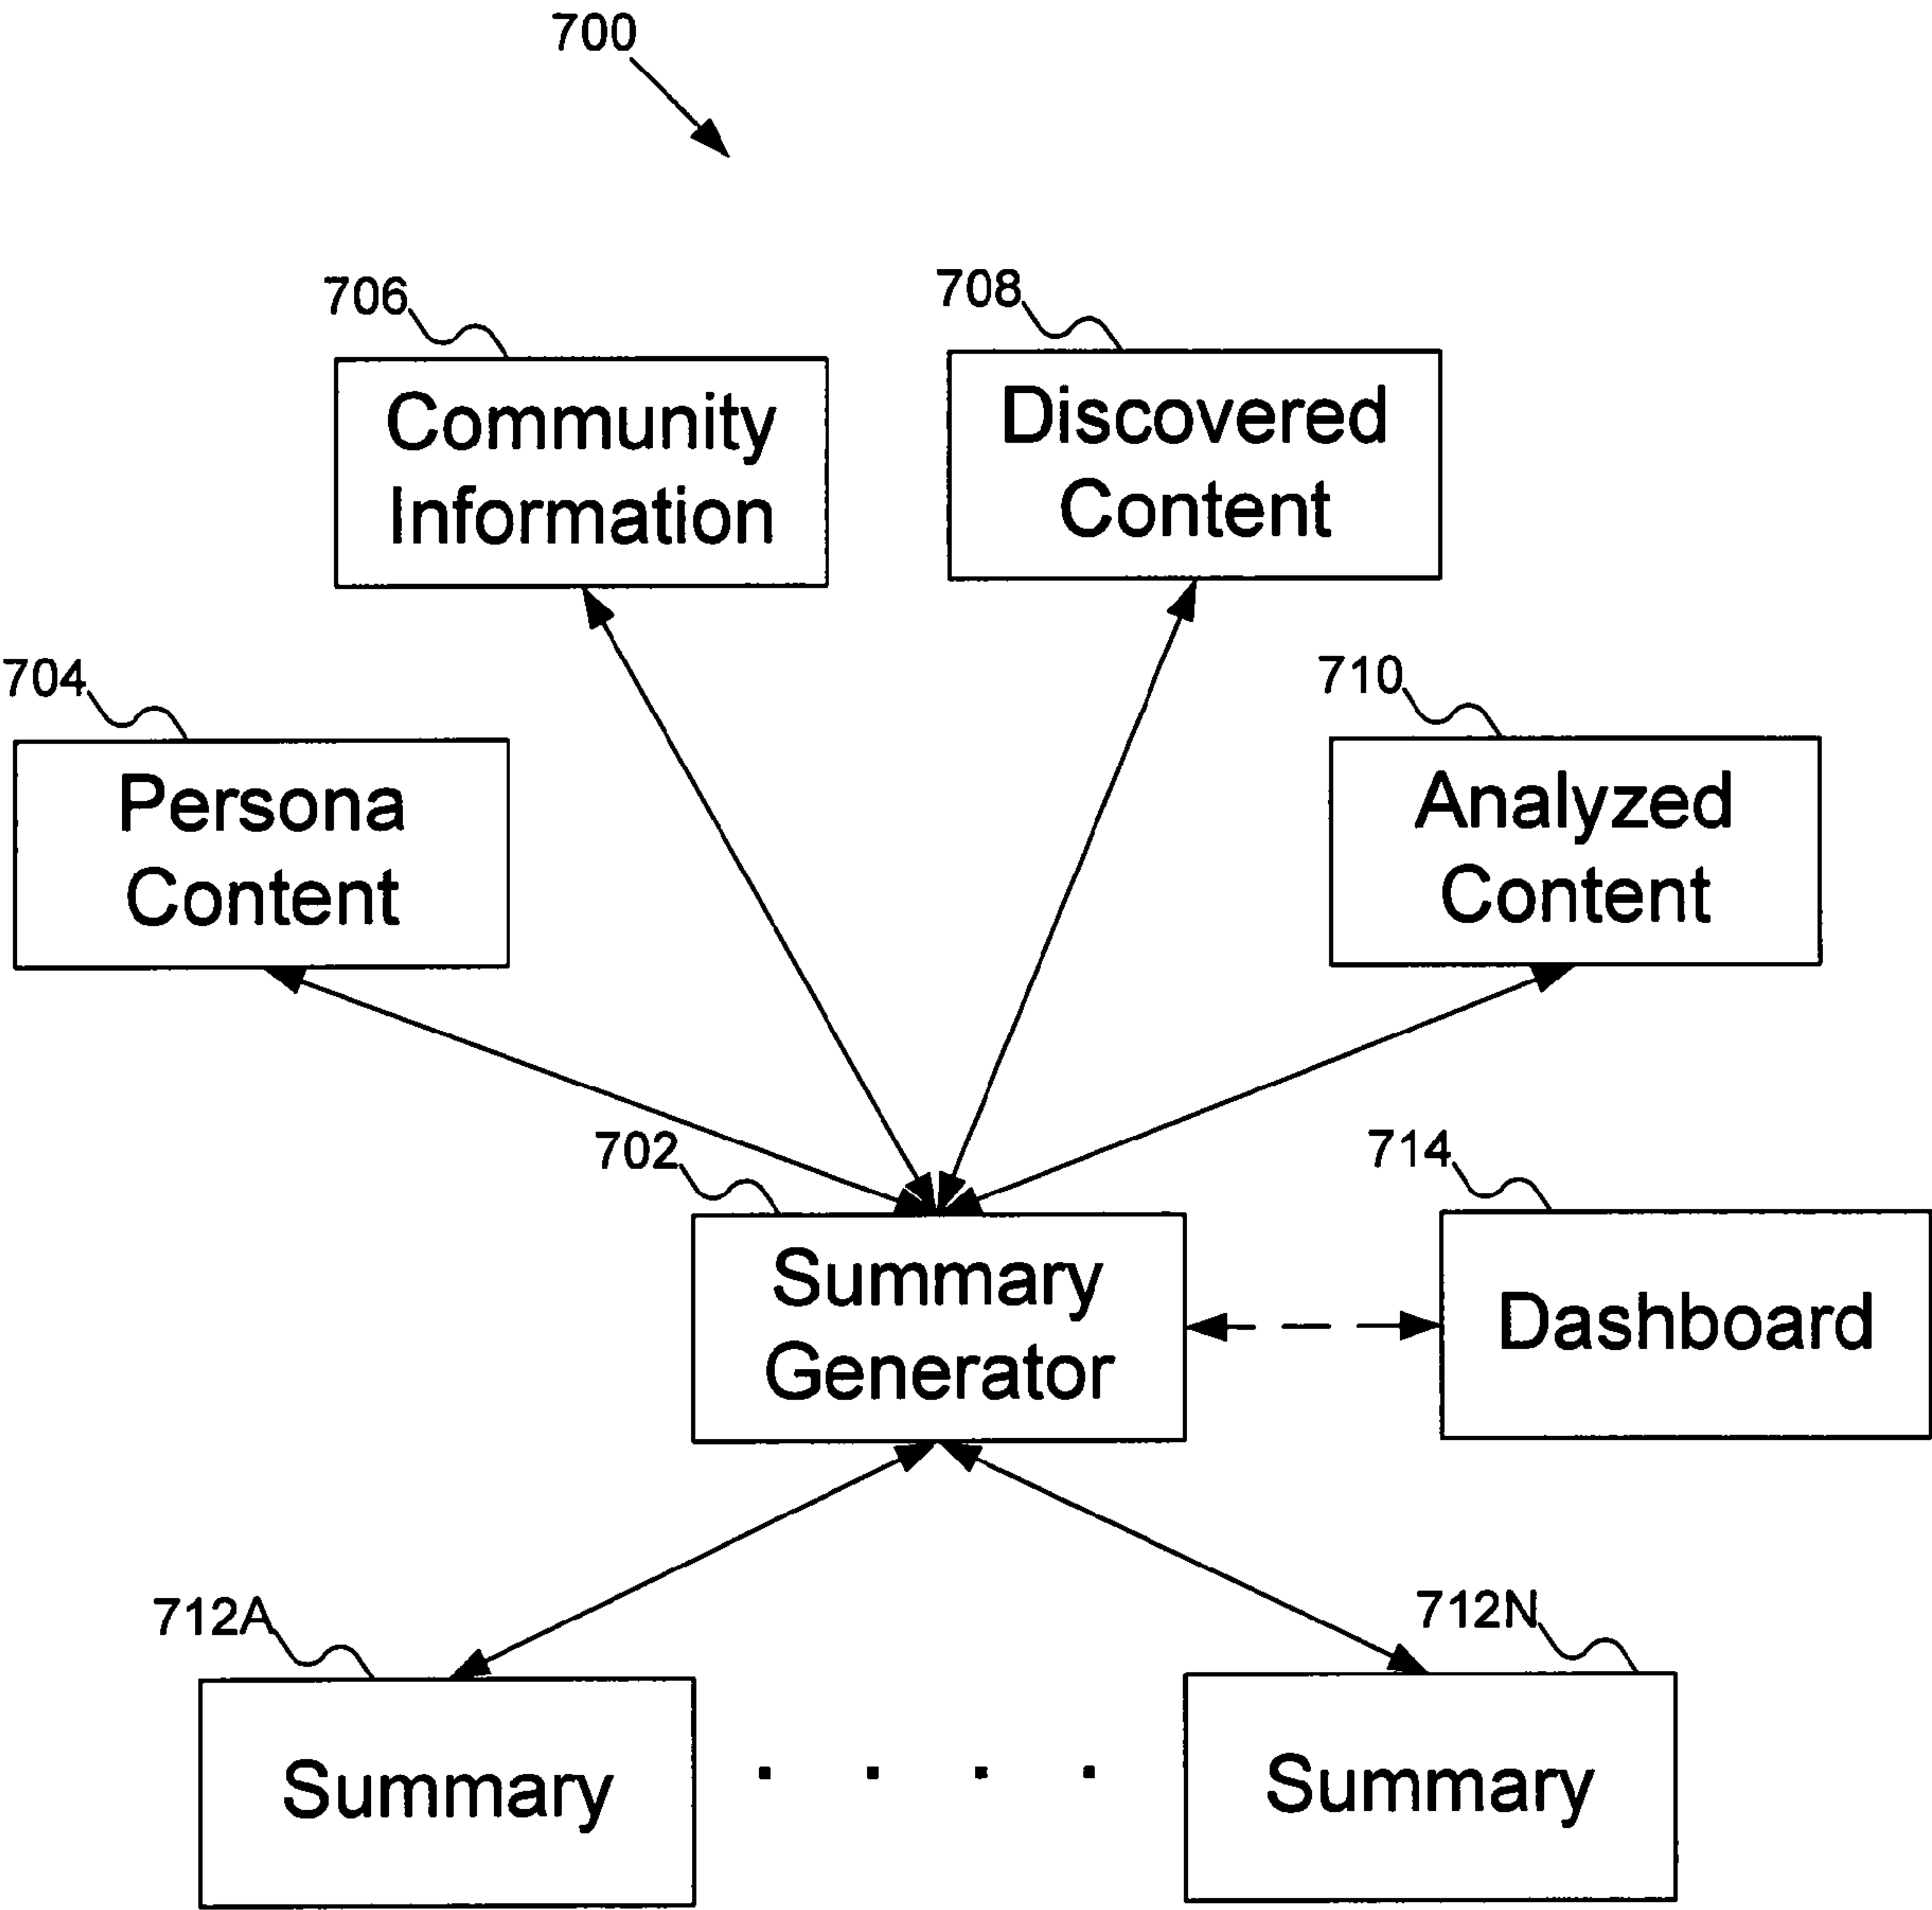 700
706
Community
Information
708
Discovered
Content
704
Persona
Content
710
Analyzed
Content
702
Summary
Generator
714
Dashboard
712A
Summary
. . . .
712N
Summary